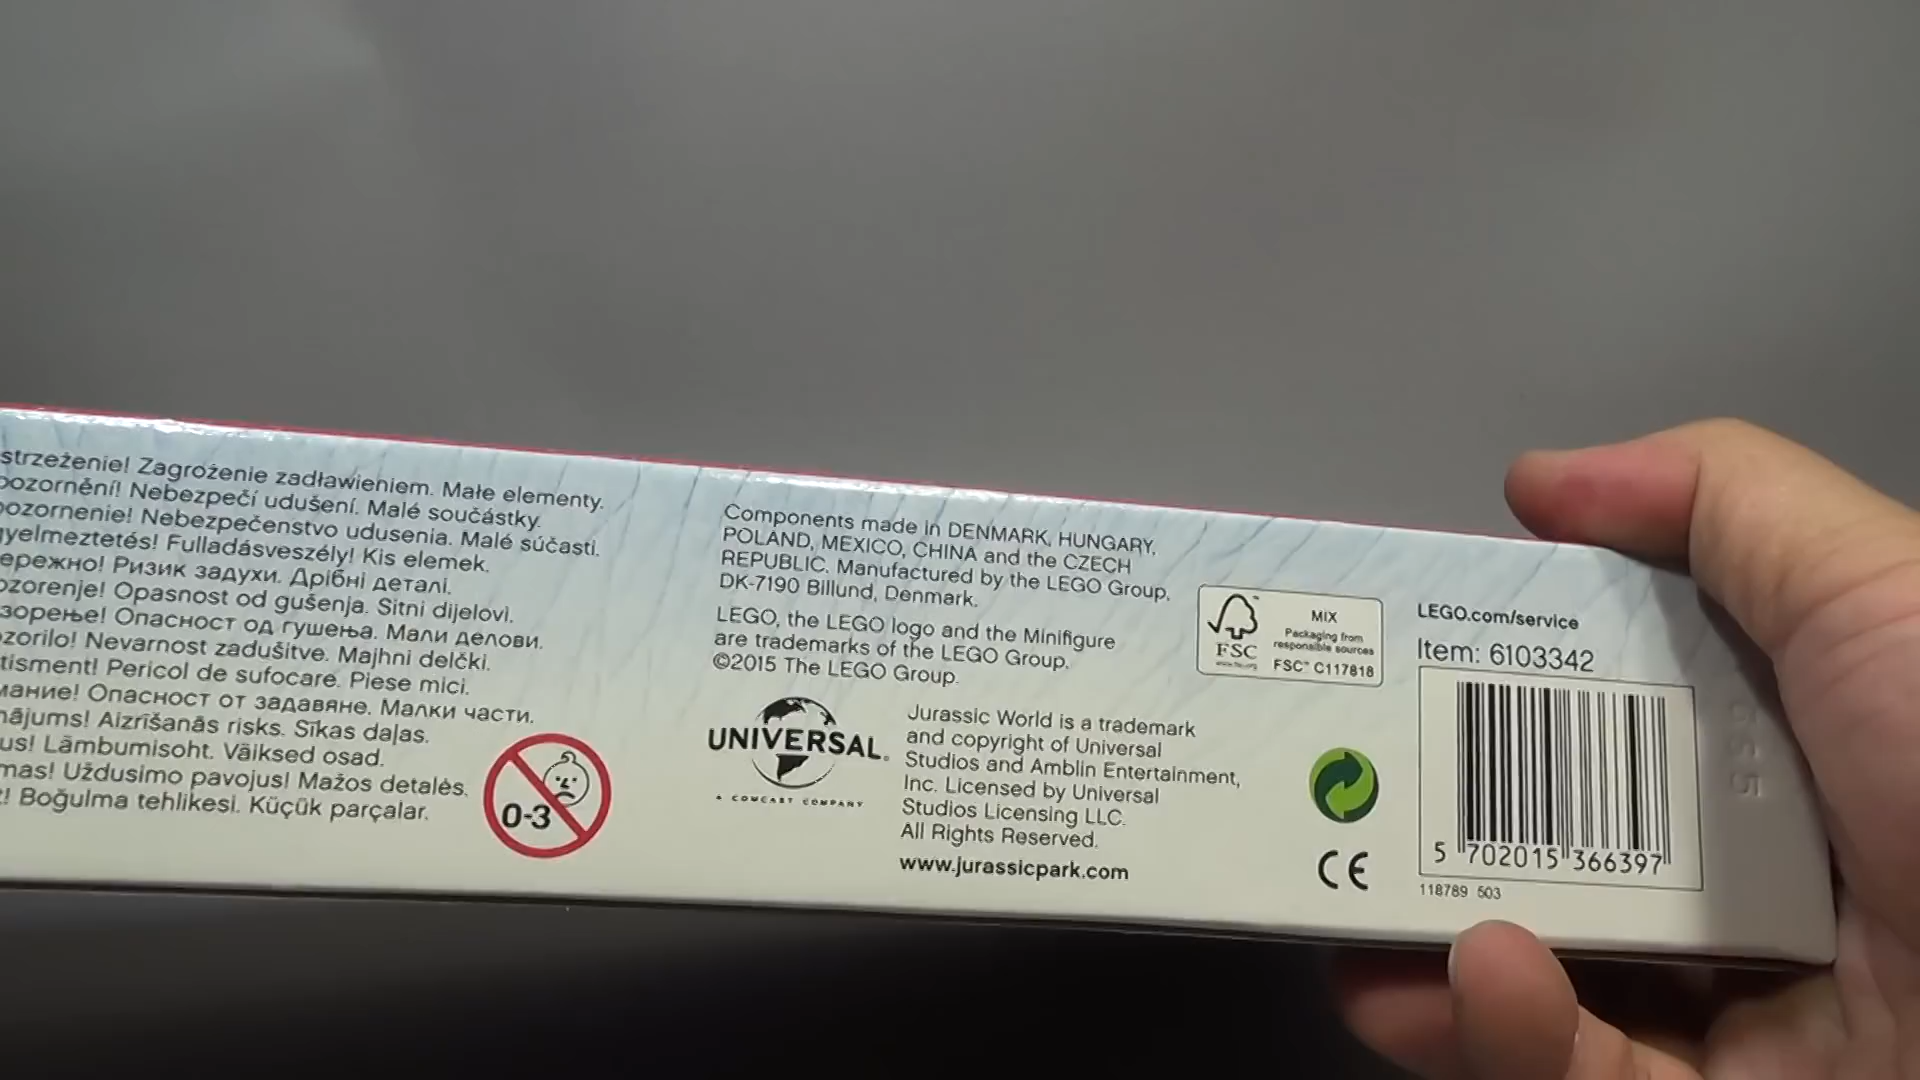 strzeżenie! Zagrożenie zadławieniem. Małe elementy.
pozornění! Nebezpečí udušení. Malé součástky.
pozornenie! Nebezpečenstvo udusenia. Malé súčasti.
gyelmeztetés! Fulladásveszély! Kis elemek.
ережно! Ризик задухи. Дрібні деталі.
ozorenje! Opasnost od gušenja. Sitni dijelovi.
зорење! Опасност од гушења. Мали делови.
ozorilo! Nevarnost zadušitve. Majhni delčki.
tisment! Pericol de sufocare. Piese mici.
мание! Опасност от задавяне. Малки части.
nājums! Aizrīšanās risks. Sīkas daļas.
us! Lämbumisoht. Väiksed osad.
mas! Uždusimo pavojus! Mažos detalės.
! Boğulma tehlikesi. Küçük parçalar.
0-3
Components made in DENMARK, HUNGARY,
POLAND, MEXICO, CHINA and the CZECH
REPUBLIC. Manufactured by the LEGO Group,
DK-7190 Billund, Denmark.
LEGO, the LEGO logo and the Minifigure
are trademarks of the LEGO Group.
©2015 The LEGO Group.
UNIVERSAL
A COMCAST COMPANY
Jurassic World is a trademark
and copyright of Universal
Studios and Amblin Entertainment,
Inc. Licensed by Universal
Studios Licensing LLC.
All Rights Reserved.
www.jurassicpark.com
FSC
www.fsc.org
MIX
Packaging from
responsible sources
FSC™ C117818
CE
LEGO.com/service
Item: 6103342
5 702015 366397
118789 503